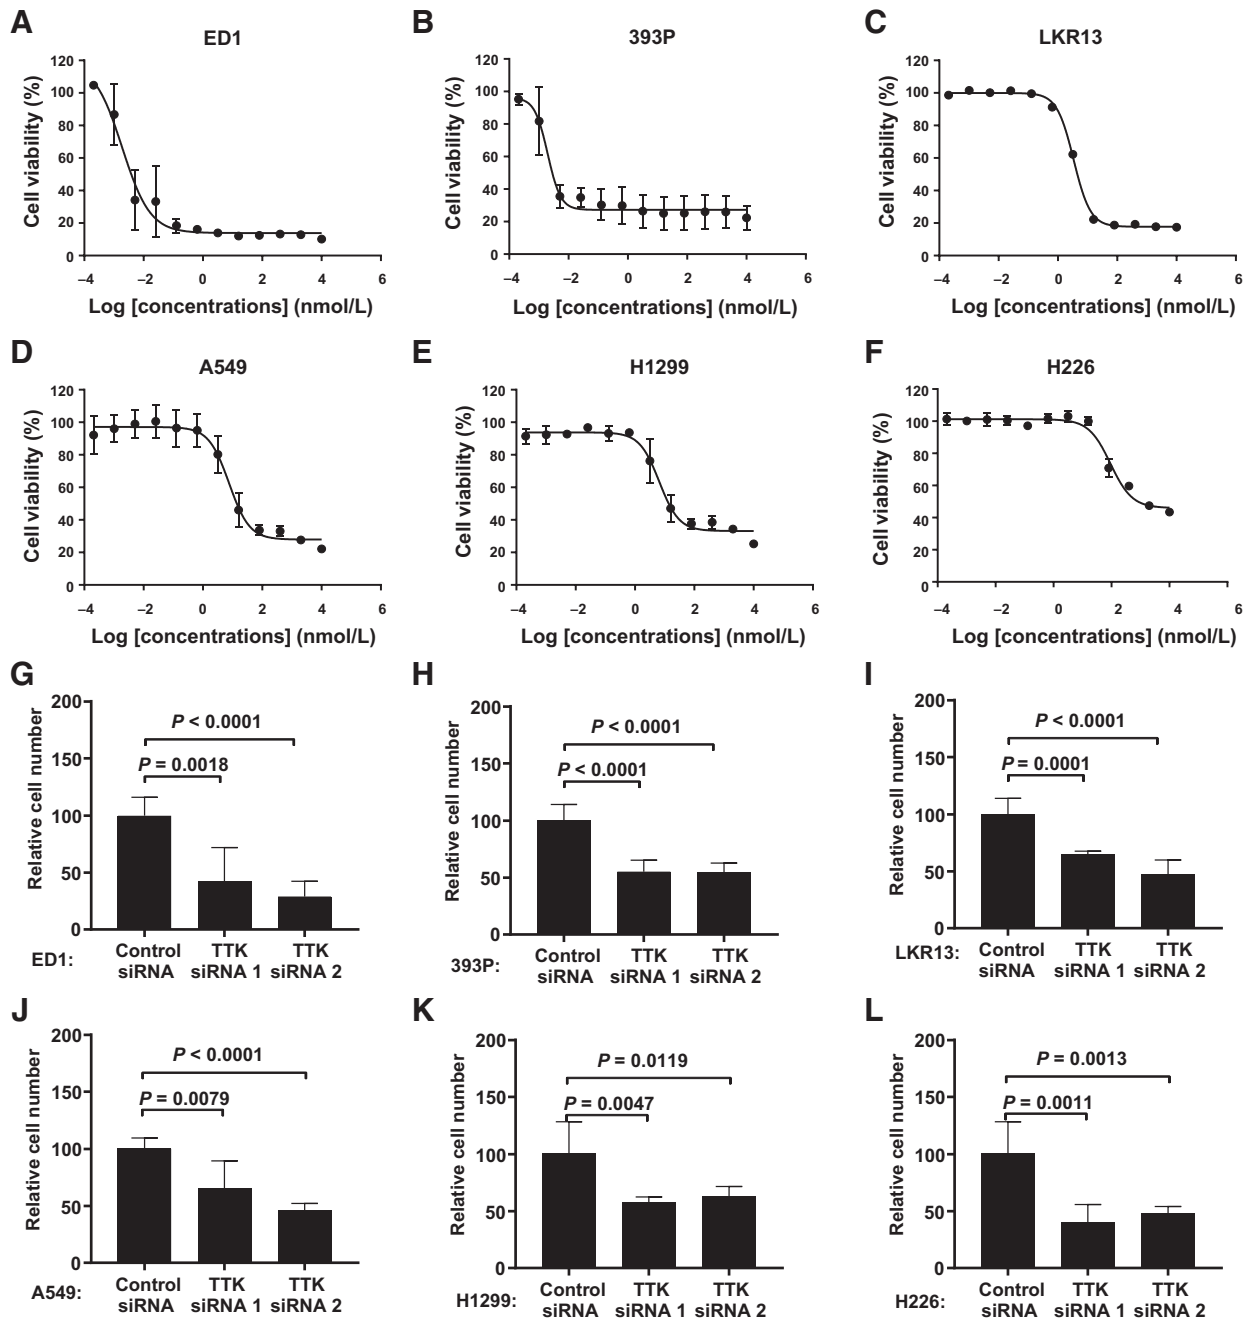 A
ED1
Cell viability (%)
120
100
80
60
40
20
0
–4 –2 0 2 4 6
Log [concentrations] (nmol/L)
B
393P
Cell viability (%)
120
100
80
60
40
20
0
–4 –2 0 2 4 6
Log [concentrations] (nmol/L)
C
LKR13
Cell viability (%)
120
100
80
60
40
20
0
–4 –2 0 2 4 6
Log [concentrations] (nmol/L)
D
A549
Cell viability (%)
120
100
80
60
40
20
0
–4 –2 0 2 4 6
Log [concentrations] (nmol/L)
E
H1299
Cell viability (%)
120
100
80
60
40
20
0
–4 –2 0 2 4 6
Log [concentrations] (nmol/L)
F
H226
Cell viability (%)
120
100
80
60
40
20
0
–4 –2 0 2 4 6
Log [concentrations] (nmol/L)
G
Relative cell number
200
150
100
50
0
P < 0.0001
P = 0.0018
ED1:
Control TTK TTK
siRNA siRNA 1 siRNA 2
H
Relative cell number
200
150
100
50
0
P < 0.0001
P < 0.0001
393P:
Control TTK TTK
siRNA siRNA 1 siRNA 2
I
Relative cell number
200
150
100
50
0
P < 0.0001
P = 0.0001
LKR13:
Control TTK TTK
siRNA siRNA 1 siRNA 2
J
Relative cell number
200
150
100
50
0
P < 0.0001
P = 0.0079
A549:
Control TTK TTK
siRNA siRNA 1 siRNA 2
K
Relative cell number
200
150
100
50
0
P = 0.0119
P = 0.0047
H1299:
Control TTK TTK
siRNA siRNA 1 siRNA 2
L
Relative cell number
200
150
100
50
0
P = 0.0013
P = 0.0011
H226:
Control TTK TTK
siRNA siRNA 1 siRNA 2